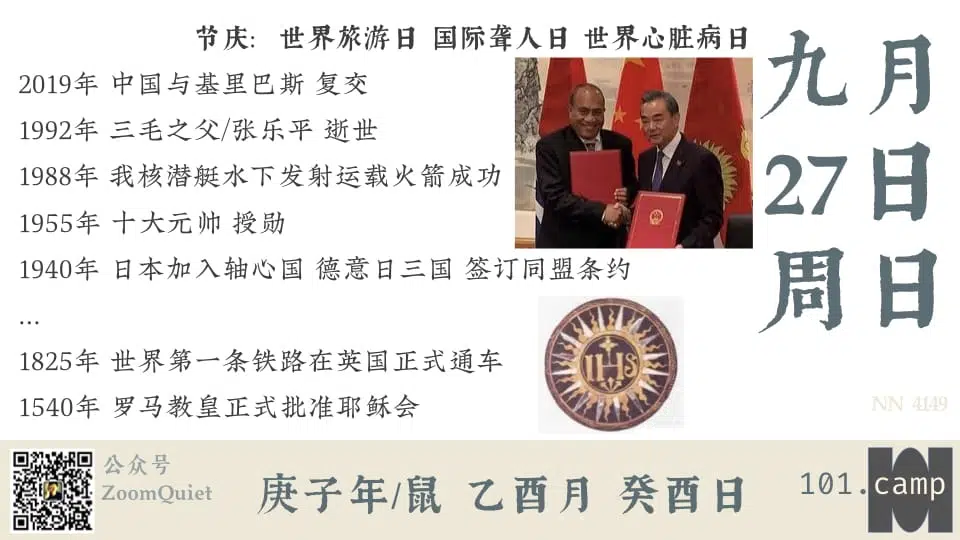 节庆: 世界旅游日 国际聋人日 世界心脏病日
2019年 中国与基里巴斯 复交
1992年 三毛之父/张乐平 逝世
1988年 我核潜艇水下发射运载火箭成功
1955年 十大元帅 授勋
1940年 日本加入轴心国 德意日三国 签订同盟条约
...
1825年 世界第一条铁路在英国正式通车
1540年 罗马教皇正式批准耶稣会
九月
27日
周日
IHS
NN 4149
公众号
ZoomQuiet
庚子年/鼠 乙酉月 癸酉日
101.camp